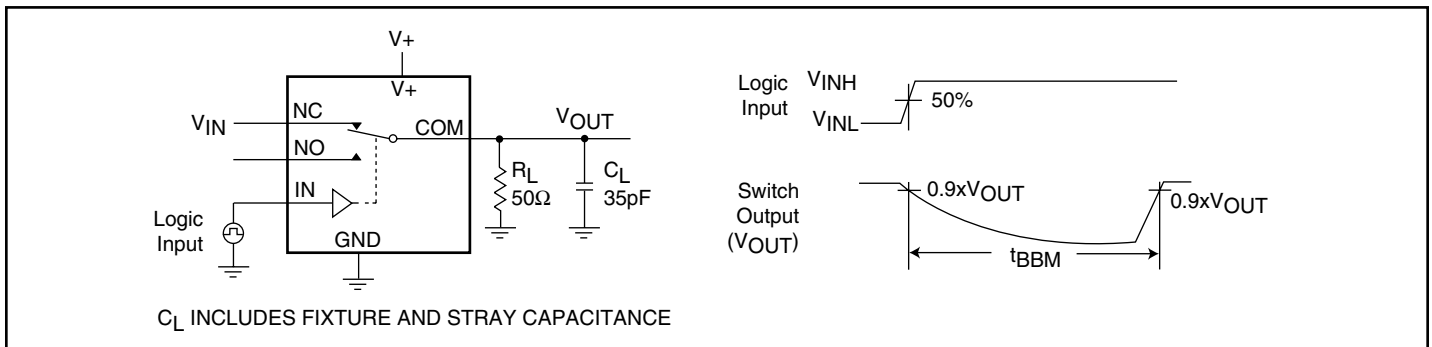 V+
V+
NC
VIN
COM
VOUT
NO
RL
50Ω
CL
35pF
IN
Logic
Input
GND
CL INCLUDES FIXTURE AND STRAY CAPACITANCE
Logic
Input
VINH
50%
VINL
Switch
Output
(VOUT)
0.9xVOUT
0.9xVOUT
tBBM